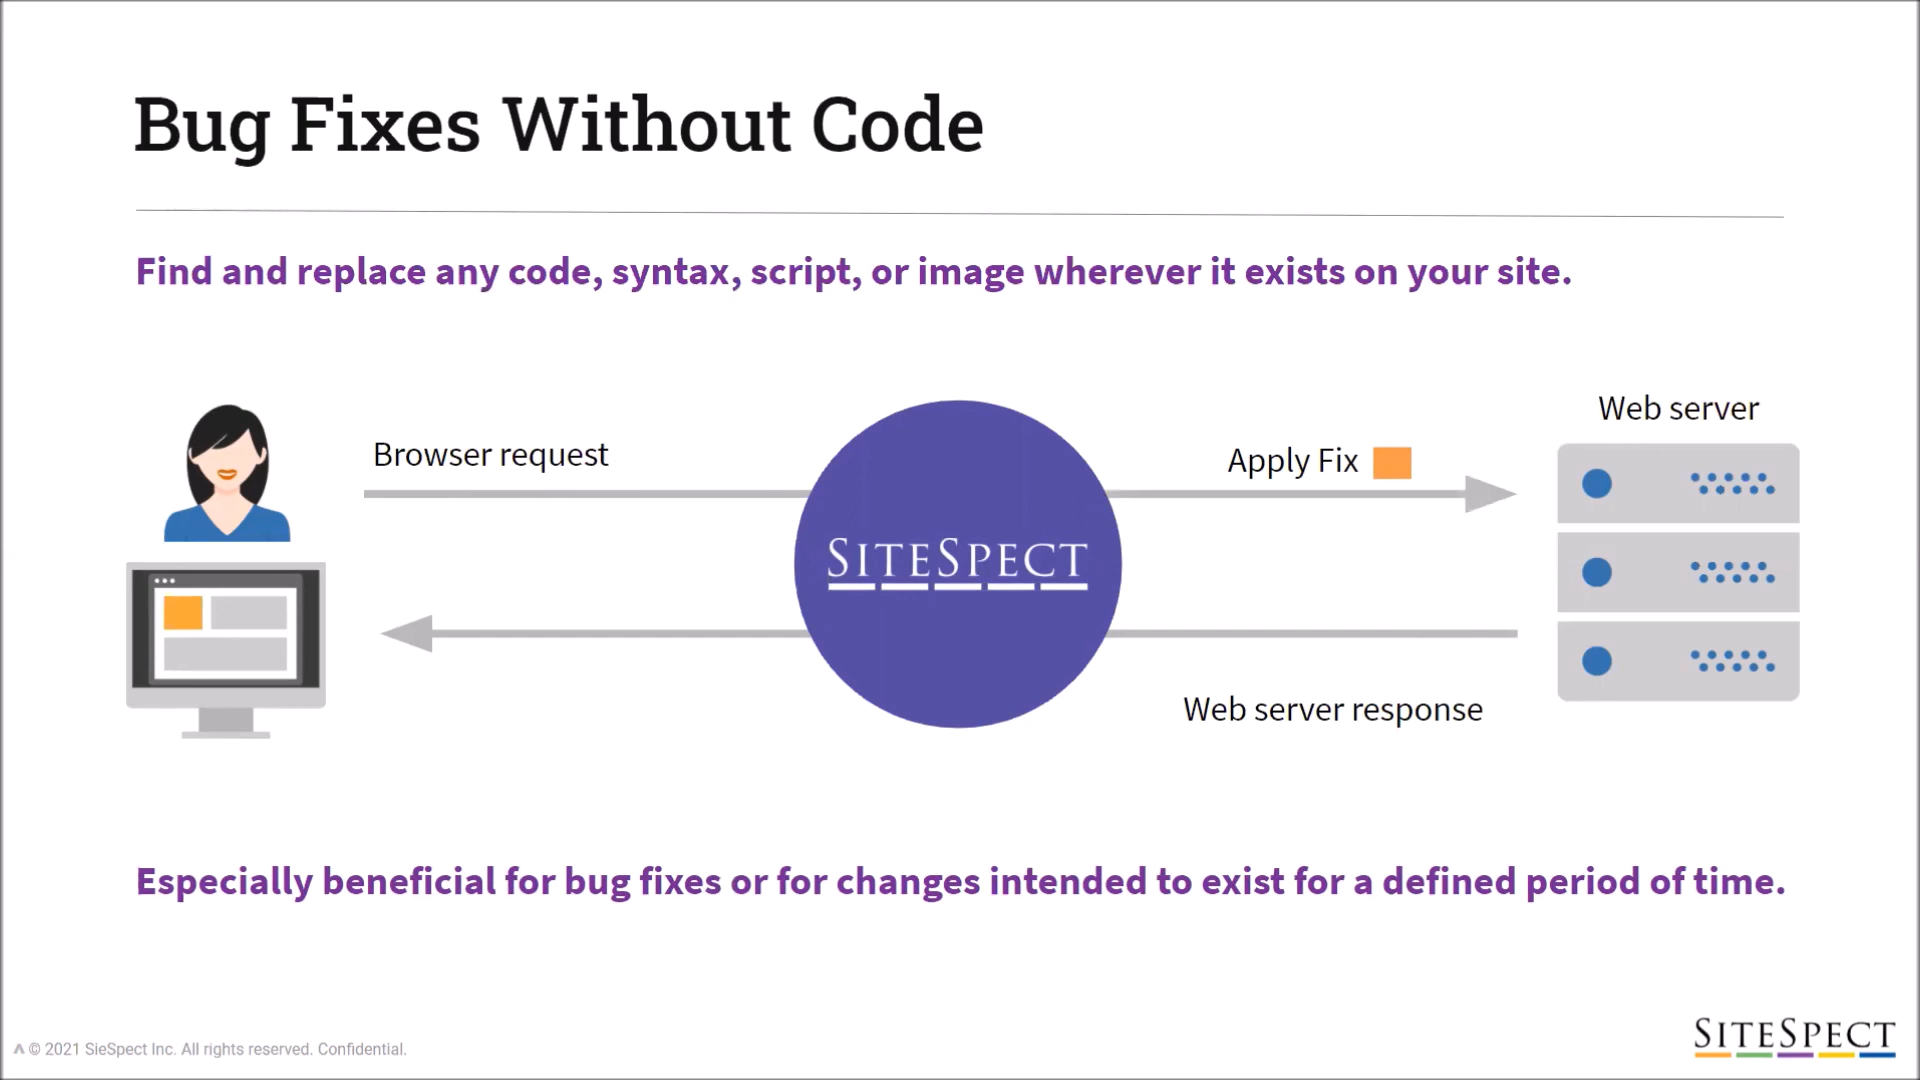 Bug Fixes Without Code
Find and replace any code, syntax, script, or image wherever it exists on your site.
Web server
Browser request
Apply Fix
SITESPECT
Web server response
Especially beneficial for bug fixes or for changes intended to exist for a defined period of time.
© 2021 SieSpect Inc. All rights reserved. Confidential.
SITESPECT